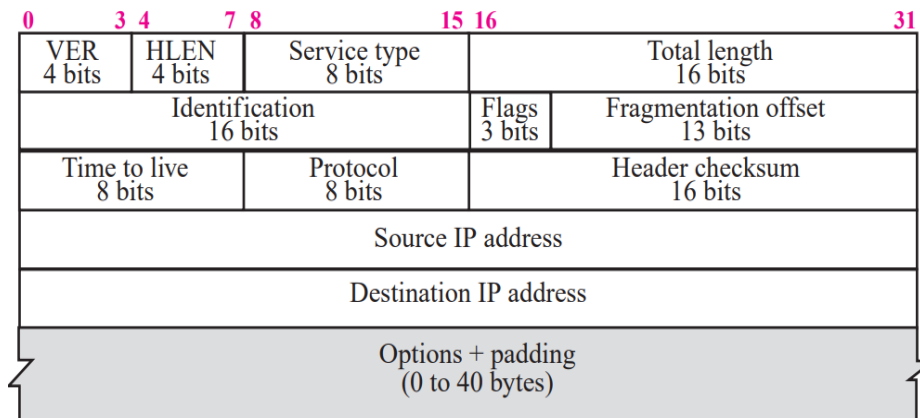 0 3 4 7 8 15 16 31
VER HLEN Service type Total length
4 bits 4 bits 8 bits 16 bits
Identification Flags Fragmentation offset
16 bits 3 bits 13 bits
Time to live Protocol Header checksum
8 bits 8 bits 16 bits
Source IP address
Destination IP address
Options + padding
(0 to 40 bytes)